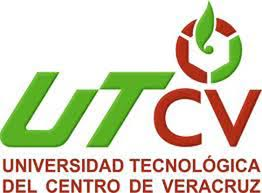 UTCV
UNIVERSIDAD TECNOLÓGICA
DEL CENTRO DE VERACRUZ